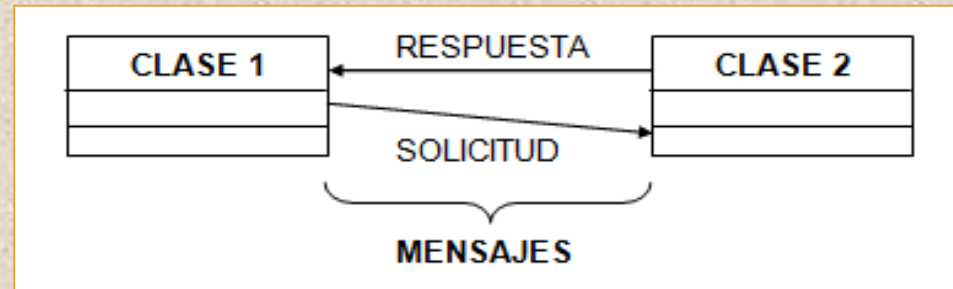 CLASE 1
RESPUESTA
CLASE 2
SOLICITUD
MENSAJES